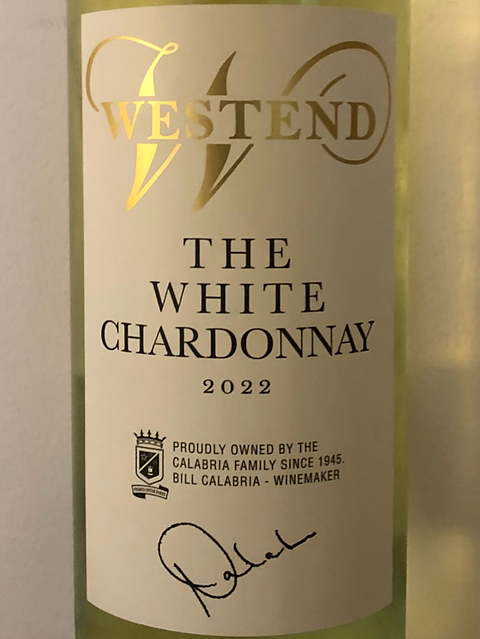 WESTEND
THE
WHITE
CHARDONNAY
2022
PROUDLY OWNED BY THE
CALABRIA FAMILY SINCE 1945.
BILL CALABRIA - WINEMAKER